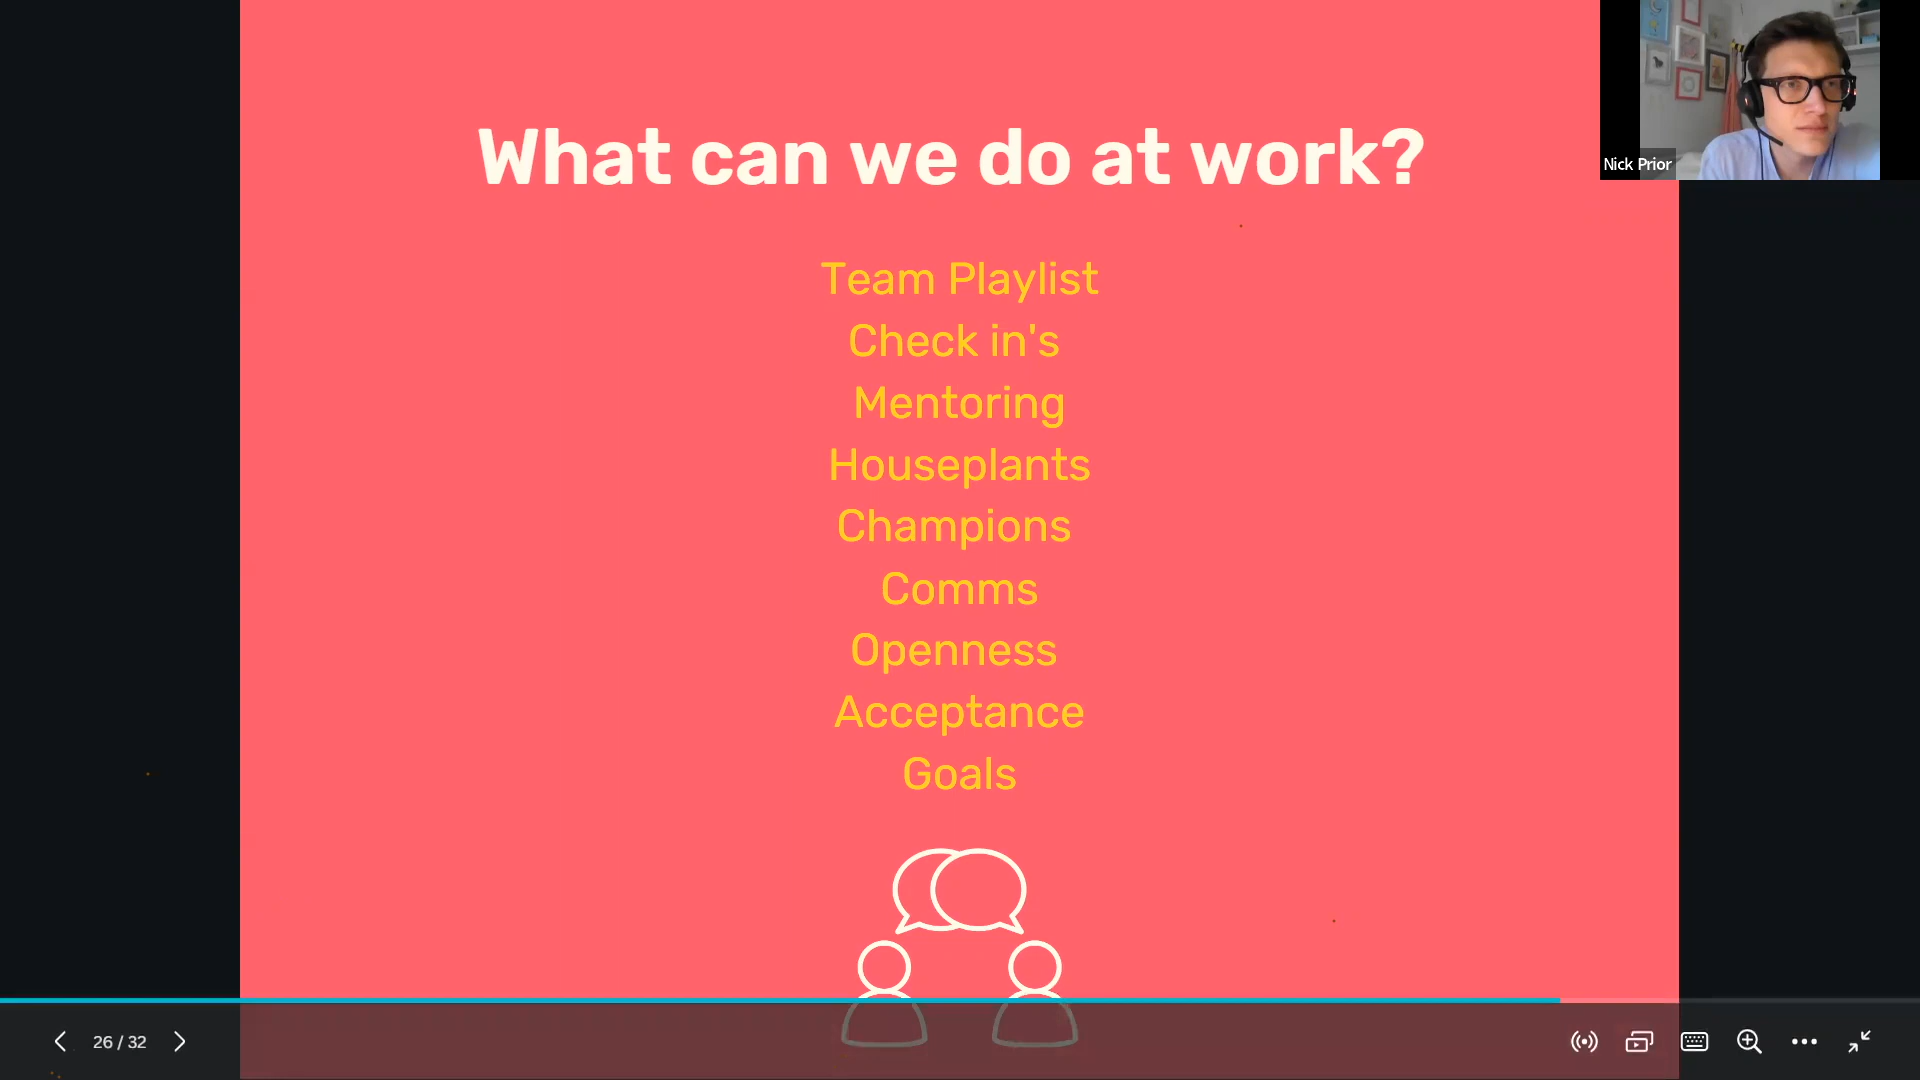 What can we do at work?
Nick Prior
Team Playlist
Check in's
Mentoring
Houseplants
Champions
Comms
Openness
Acceptance
Goals
26 / 32